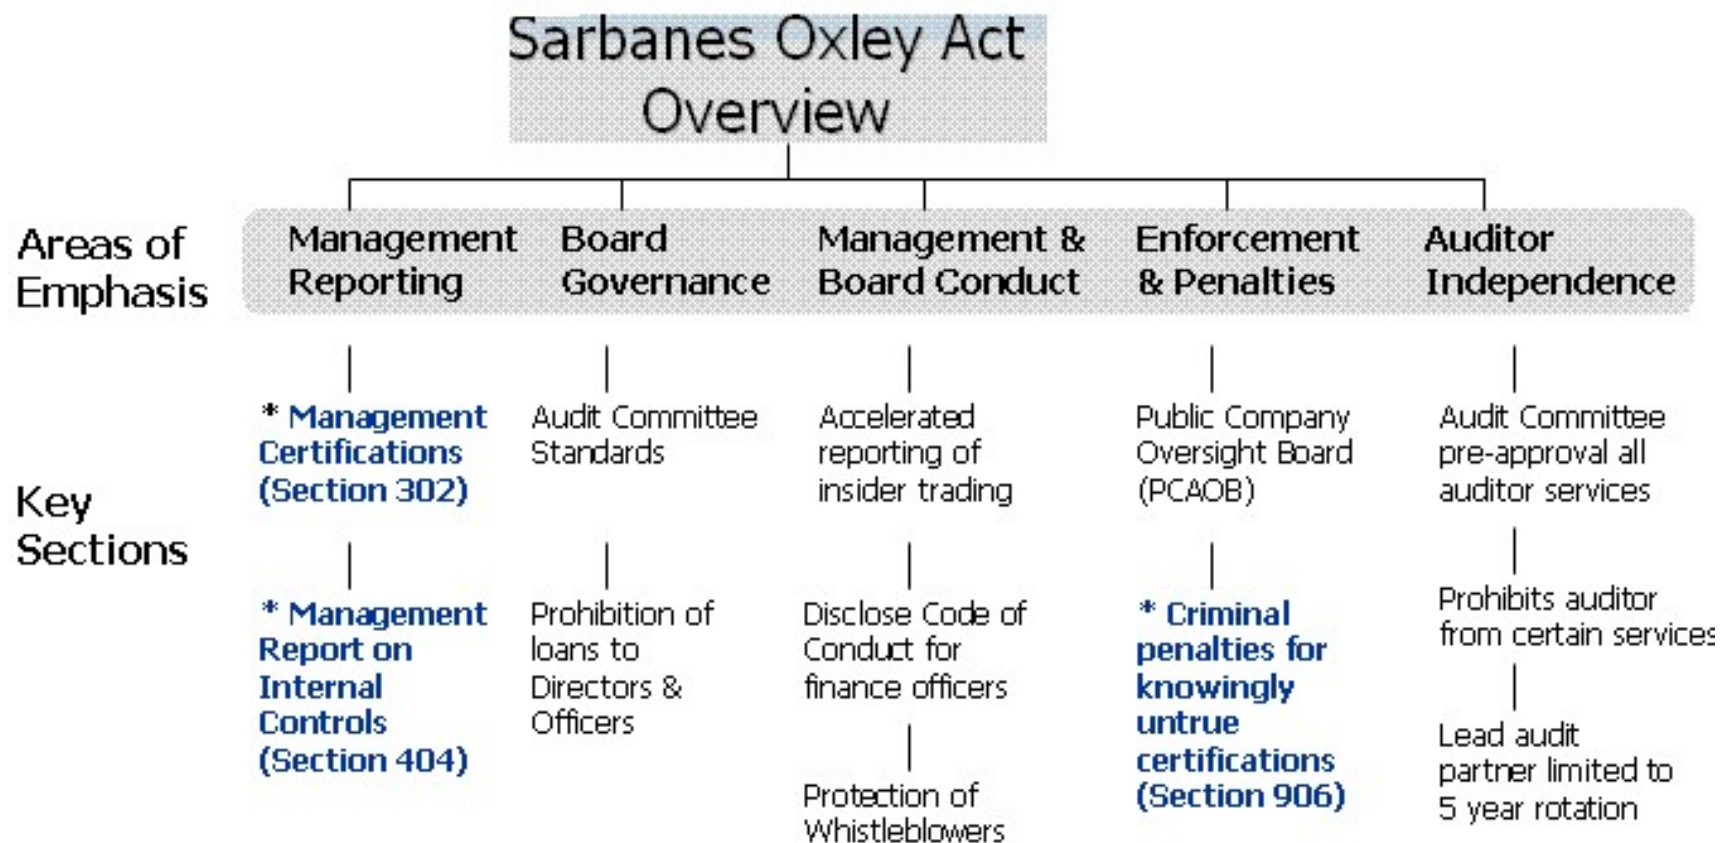 Sarbanes Oxley Act
Overview
Areas of
Emphasis
Management
Reporting
Board
Governance
Management &
Board Conduct
Enforcement
& Penalties
Auditor
Independence
Key
Sections
* Management
Certifications
(Section 302)
* Management
Report on
Internal
Controls
(Section 404)
Audit Committee
Standards
Prohibition of
loans to
Directors &
Officers
Accelerated
reporting of
insider trading
Disclose Code of
Conduct for
finance officers
Protection of
Whistleblowers
Public Company
Oversight Board
(PCAOB)
* Criminal
penalties for
knowingly
untrue
certifications
(Section 906)
Audit Committee
pre-approval all
auditor services
Prohibits auditor
from certain services
Lead audit
partner limited to
5 year rotation